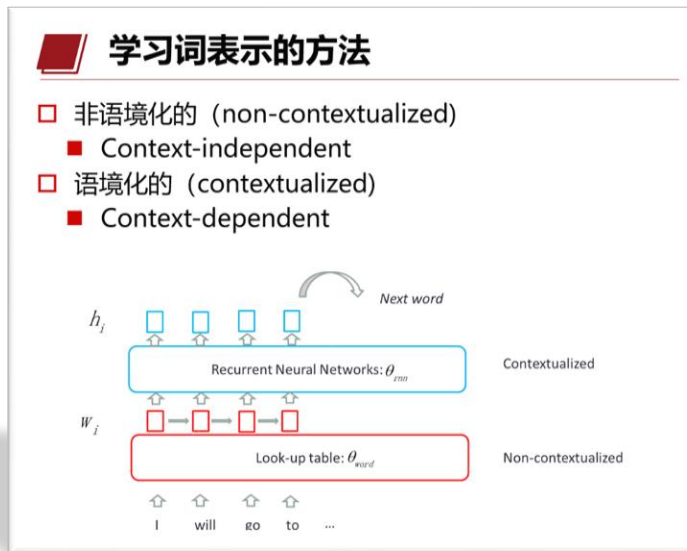 学习词表示的方法
非语境化的（non-contextualized)
Context-independent
语境化的（contextualized)
Context-dependent
Next word
h_i
Recurrent Neural Networks: θ_rnn
Contextualized
w_i
Look-up table: θ_word
Non-contextualized
I will go to ...